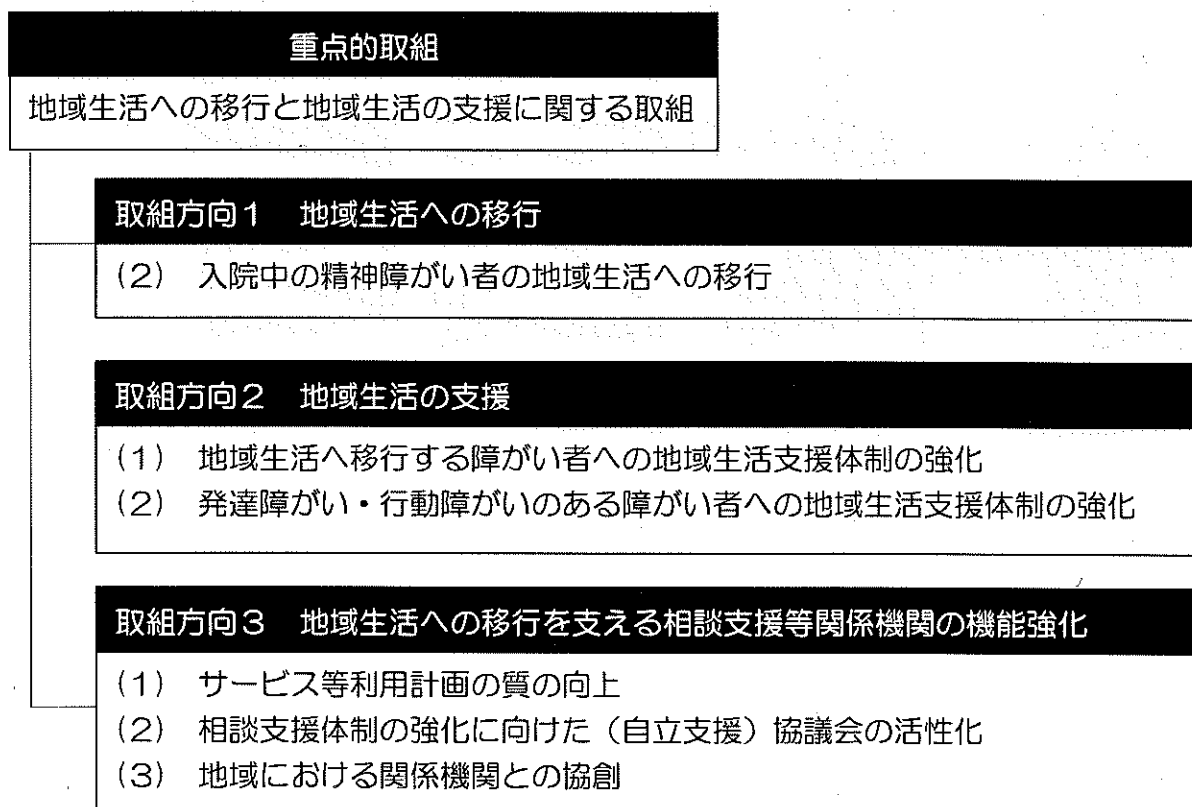 重点的取組
地域生活への移行と地域生活の支援に関する取組
取組方向1　地域生活への移行
(2)　入院中の精神障がい者の地域生活への移行
取組方向2　地域生活の支援
(1)　地域生活へ移行する障がい者への地域生活支援体制の強化
(2)　発達障がい・行動障がいのある障がい者への地域生活支援体制の強化
取組方向3　地域生活への移行を支える相談支援等関係機関の機能強化
(1)　サービス等利用計画の質の向上
(2)　相談支援体制の強化に向けた（自立支援）協議会の活性化
(3)　地域における関係機関との協創